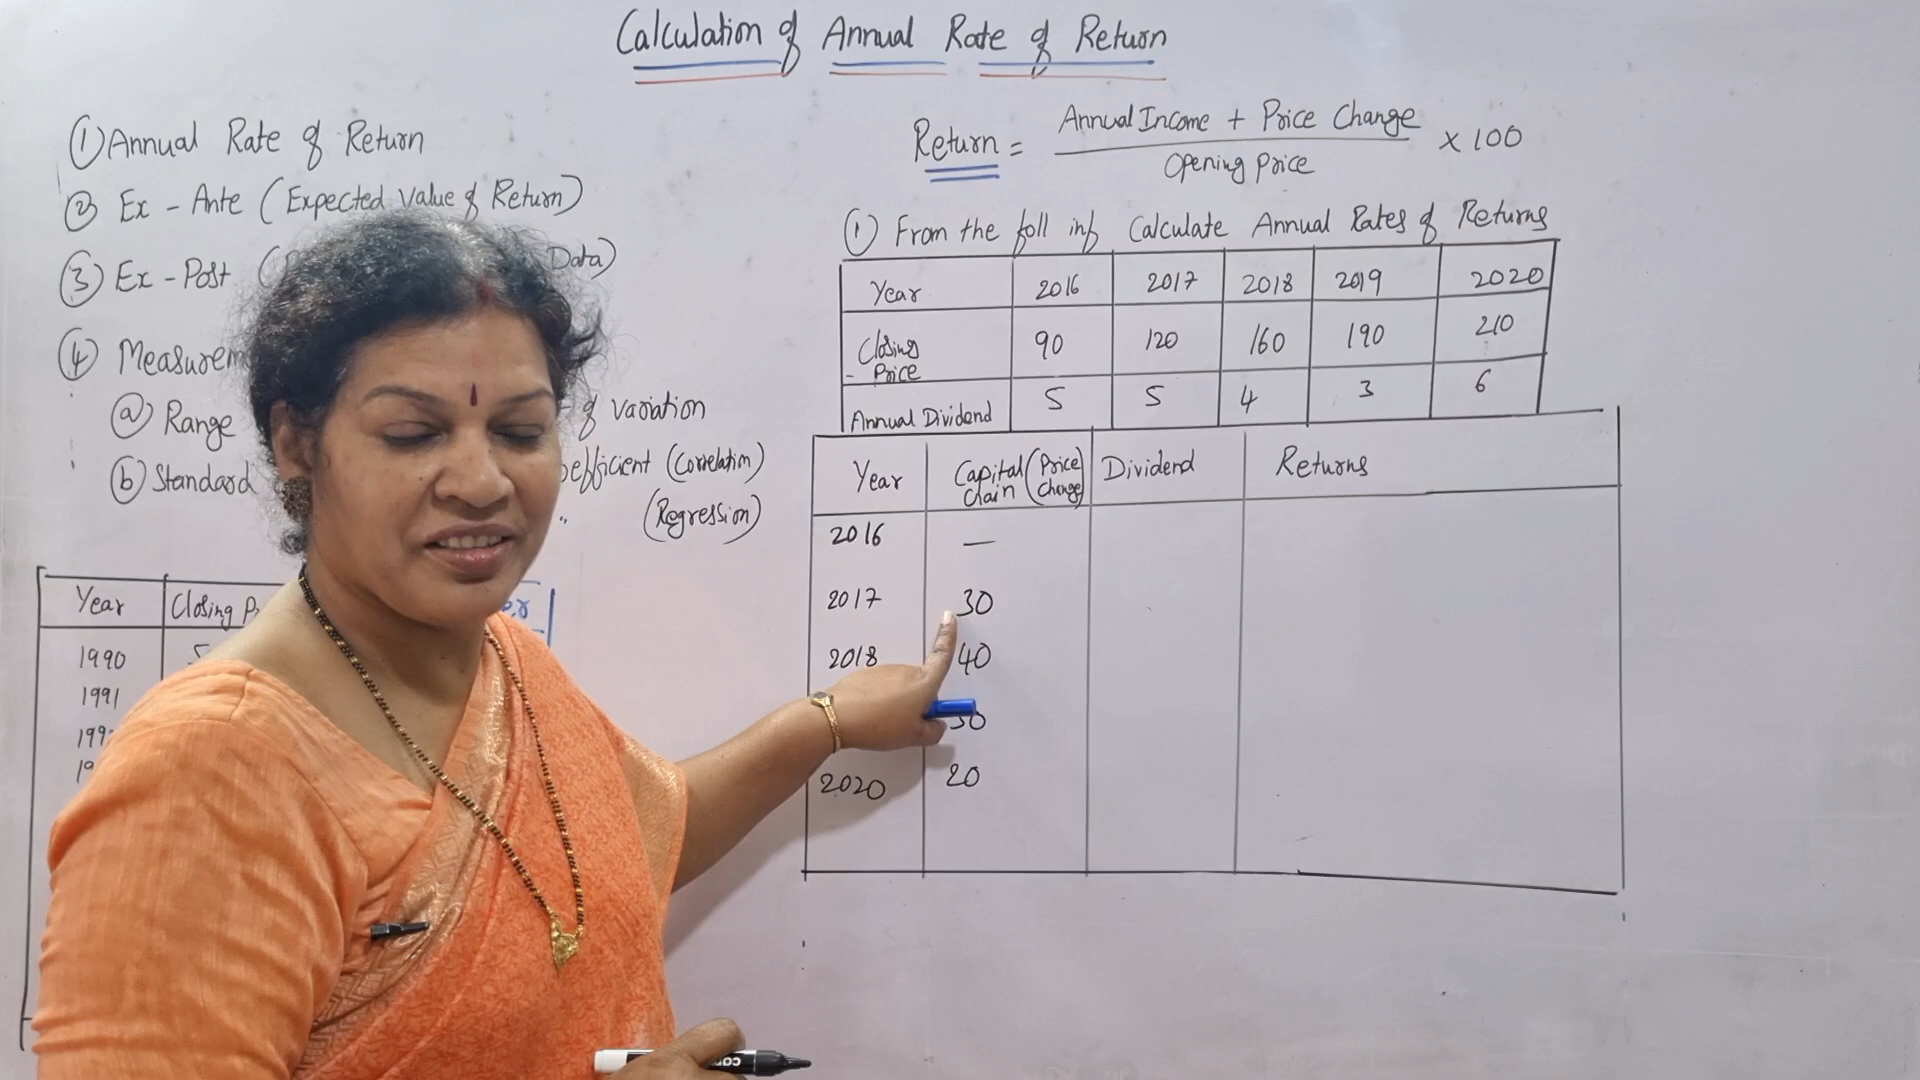 Calculation of Annual Rate of Return
① Annual Rate of Return
② Ex - Ante (Expected Value of Return)
③ Ex - Post ( Data)
④
ⓐ Range of variation
ⓑ Standard (Correlation)
" (Regression)
Year Closing
1990
1991
Return = Annual Income + Price Change
Opening Price
× 100
① From the foll inf Calculate Annual Rates of Returns
Year 2016 2017 2018 2019 2020
Closing Price 90 120 160 190 210
Annual Dividend 5 5 4 3 6
Year Capital Gain (Price Change) Dividend Returns
2016 —
2017 30
2018 40
30
2020 20